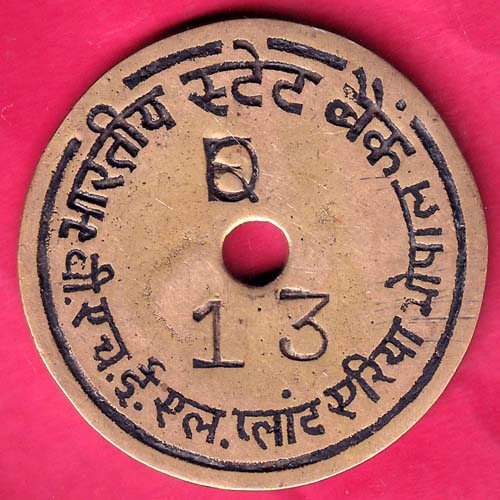 भारतीय स्टेट बैंक
बी.एच.ई.एल. प्लांट एरिया भोपाल
13